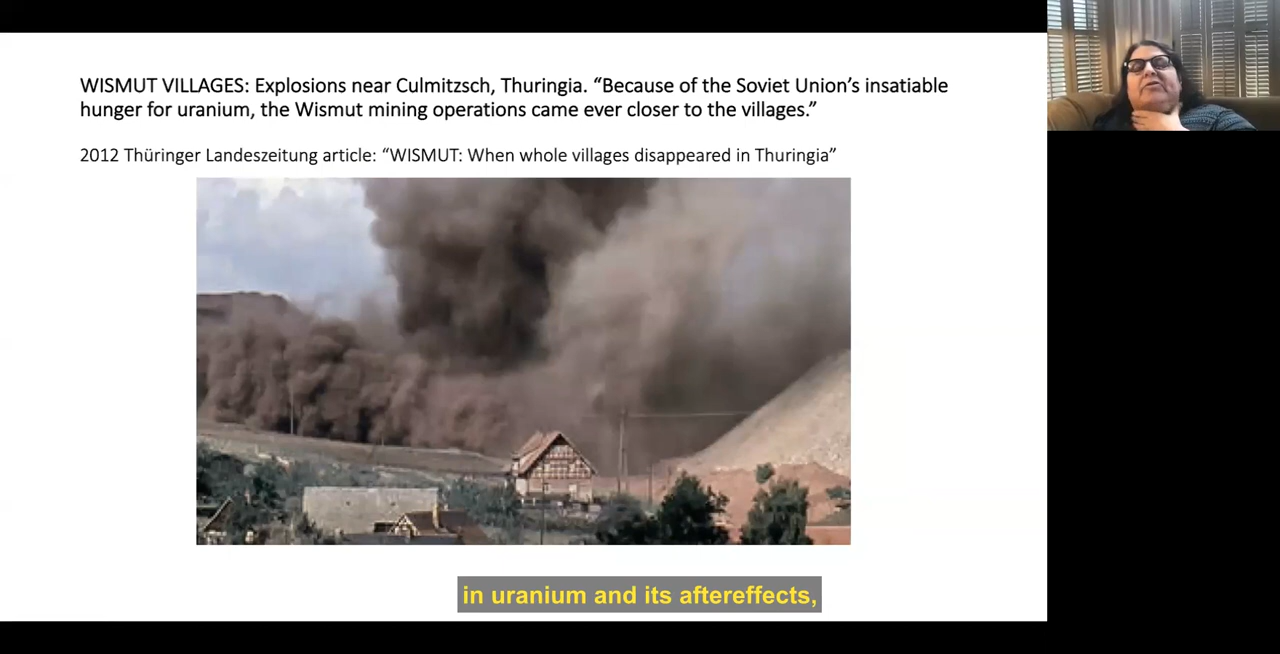 WISMUT VILLAGES: Explosions near Culmitzsch, Thuringia. “Because of the Soviet Union’s insatiable
hunger for uranium, the Wismut mining operations came ever closer to the villages.”
2012 Thüringer Landeszeitung article: “WISMUT: When whole villages disappeared in Thuringia”
in uranium and its aftereffects,